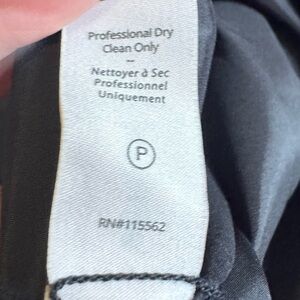 Professional Dry
Clean Only
–
Nettoyer à Sec
Professionnel
Uniquement
P
RN#115562